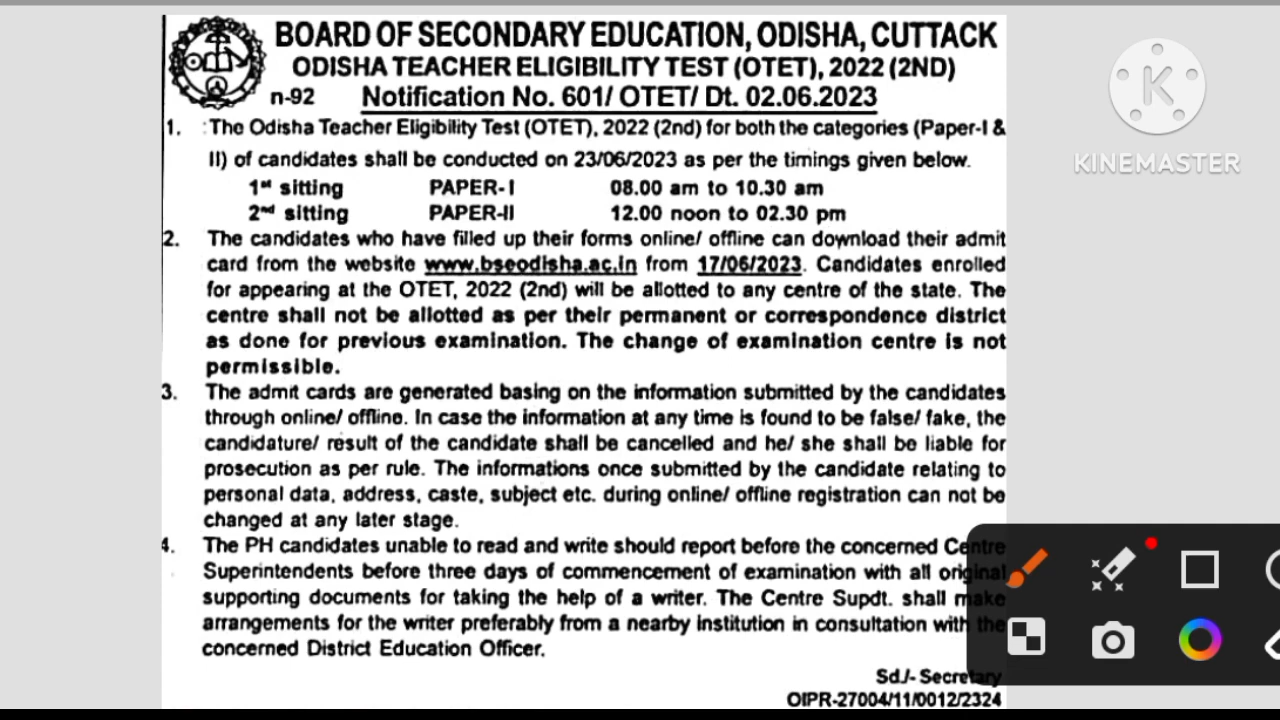 BOARD OF SECONDARY EDUCATION, ODISHA, CUTTACK
ODISHA TEACHER ELIGIBILITY TEST (OTET), 2022 (2ND)
n-92 Notification No. 601/ OTET/ Dt. 02.06.2023
1. The Odisha Teacher Eligibility Test (OTET), 2022 (2nd) for both the categories (Paper-I &
II) of candidates shall be conducted on 23/06/2023 as per the timings given below.
1st sitting PAPER-I 08.00 am to 10.30 am
2nd sitting PAPER-II 12.00 noon to 02.30 pm
2. The candidates who have filled up their forms online/ offline can download their admit
card from the website www.bseodisha.ac.in from 17/06/2023. Candidates enrolled
for appearing at the OTET, 2022 (2nd) will be allotted to any centre of the state. The
centre shall not be allotted as per their permanent or correspondence district
as done for previous examination. The change of examination centre is not
permissible.
3. The admit cards are generated basing on the information submitted by the candidates
through online/ offline. In case the information at any time is found to be false/ fake, the
candidature/ result of the candidate shall be cancelled and he/ she shall be liable for
prosecution as per rule. The informations once submitted by the candidate relating to
personal data, address, caste, subject etc. during online/ offline registration can not be
changed at any later stage.
4. The PH candidates unable to read and write should report before the concerned Centre
Superintendents before three days of commencement of examination with all original
supporting documents for taking the help of a writer. The Centre Supdt. shall make
arrangements for the writer preferably from a nearby institution in consultation with the
concerned District Education Officer.
Sd./- Secretary
OIPR-27004/11/0012/2324
K
KINEMASTER